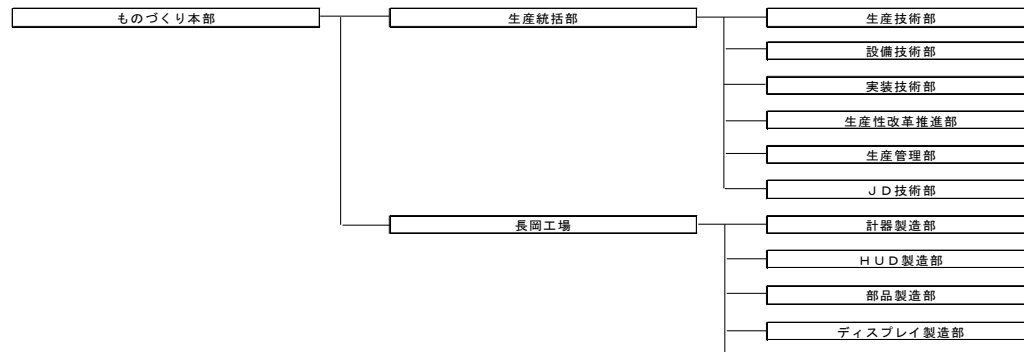 ものづくり本部
生産統括部
生産技術部
設備技術部
実装技術部
生産性改革推進部
生産管理部
ＪＤ技術部
長岡工場
計器製造部
ＨＵＤ製造部
部品製造部
ディスプレイ製造部